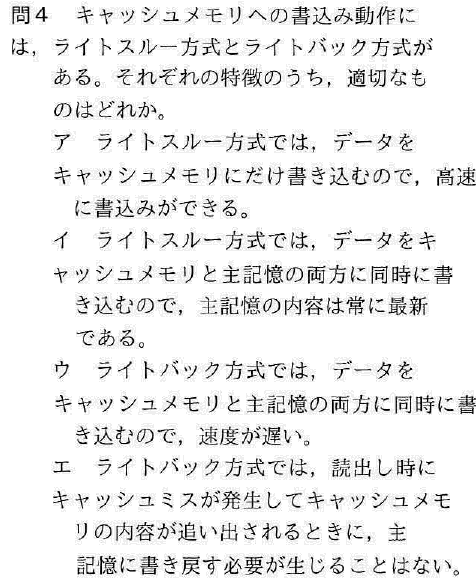 問4　キャッシュメモリへの書込み動作に
は，ライトスルー方式とライトバック方式が
ある。それぞれの特徴のうち，適切なも
のはどれか。
ア　ライトスルー方式では，データを
キャッシュメモリにだけ書き込むので，高速
に書込みができる。
イ　ライトスルー方式では，データをキ
ャッシュメモリと主記憶の両方に同時に書
き込むので，主記憶の内容は常に最新
である。
ウ　ライトバック方式では，データを
キャッシュメモリと主記憶の両方に同時に書
き込むので，速度が遅い。
エ　ライトバック方式では，読出し時に
キャッシュミスが発生してキャッシュメモ
リの内容が追い出されるときに，主
記憶に書き戻す必要が生じることはない。